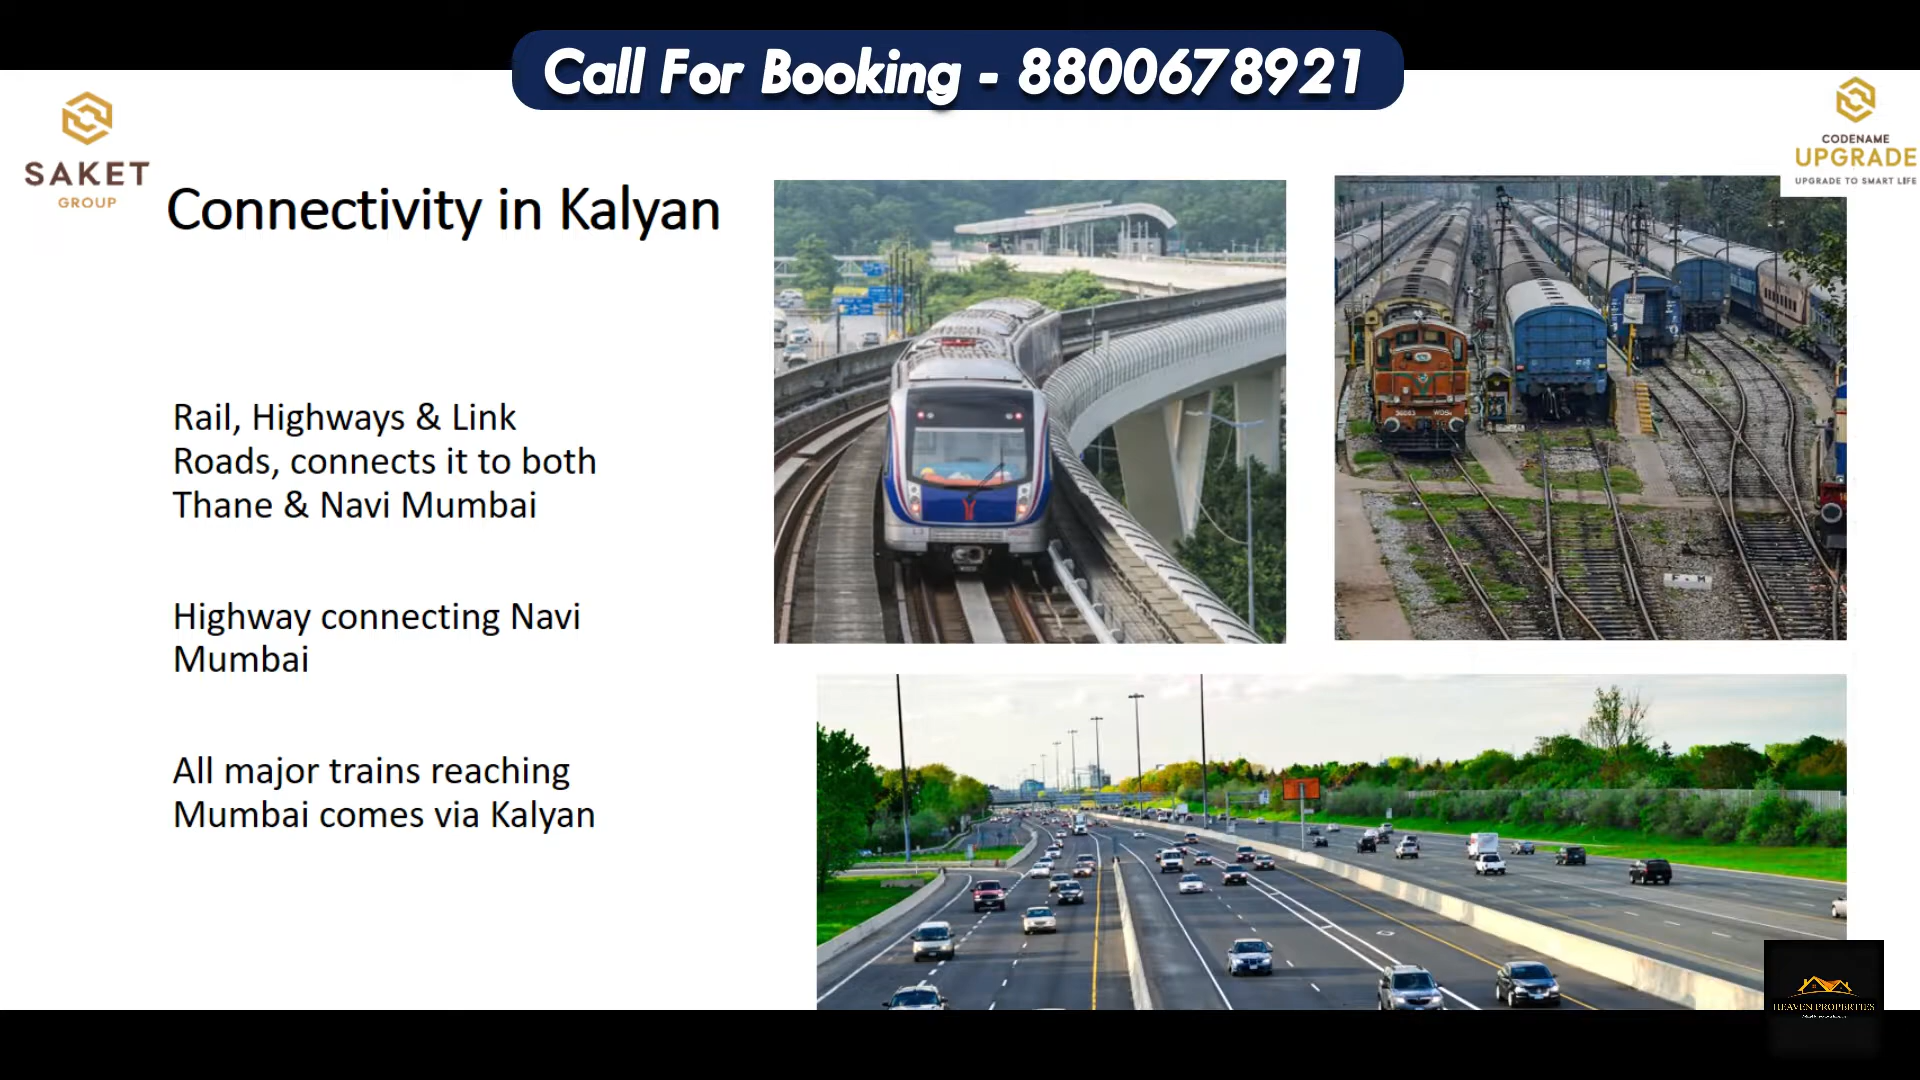 Call For Booking - 8800678921
SAKET
GROUP
CODENAME
UPGRADE
UPGRADE TO SMART LIFE
Connectivity in Kalyan
Rail, Highways & Link
Roads, connects it to both
Thane & Navi Mumbai
Highway connecting Navi
Mumbai
All major trains reaching
Mumbai comes via Kalyan
F M
HEAVEN PROPERTIES